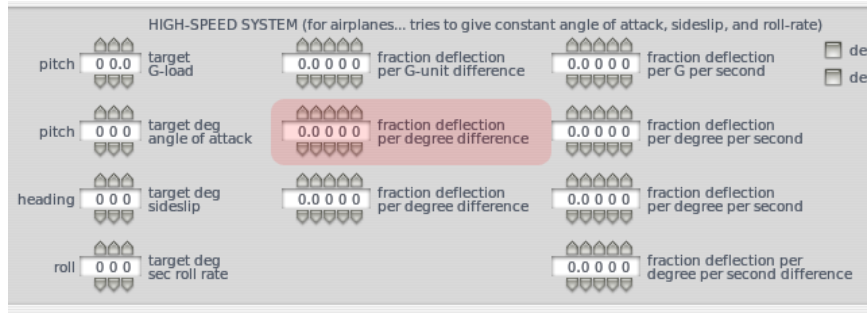 HIGH-SPEED SYSTEM (for airplanes... tries to give constant angle of attack, sideslip, and roll-rate)
pitch 0 0.0 target G-load 0.0 0 0 0 fraction deflection per G-unit difference 0.0 0 0 0 fraction deflection per G per second de
de
pitch 0 0 0 target deg angle of attack 0.0 0 0 0 fraction deflection per degree difference 0.0 0 0 0 fraction deflection per degree per second
heading 0 0 0 target deg sideslip 0.0 0 0 0 fraction deflection per degree difference 0.0 0 0 0 fraction deflection per degree per second
roll 0 0 0 target deg sec roll rate 0.0 0 0 0 fraction deflection per degree per second difference